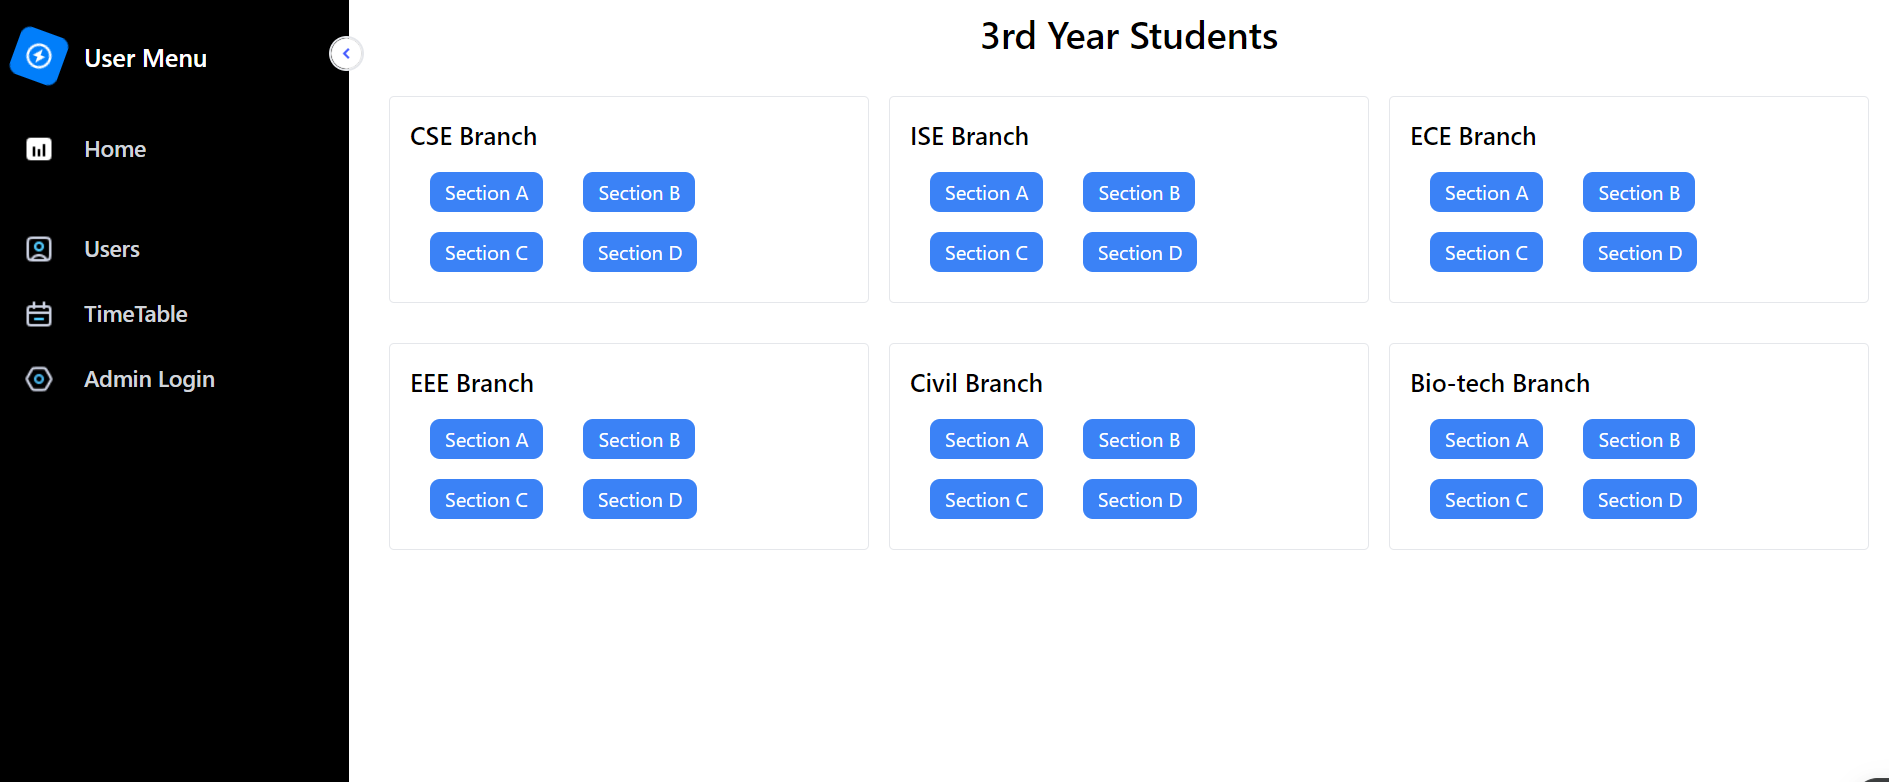 User Menu
Home
Users
TimeTable
Admin Login
3rd Year Students
CSE Branch
Section A
Section B
Section C
Section D
ISE Branch
Section A
Section B
Section C
Section D
ECE Branch
Section A
Section B
Section C
Section D
EEE Branch
Section A
Section B
Section C
Section D
Civil Branch
Section A
Section B
Section C
Section D
Bio-tech Branch
Section A
Section B
Section C
Section D